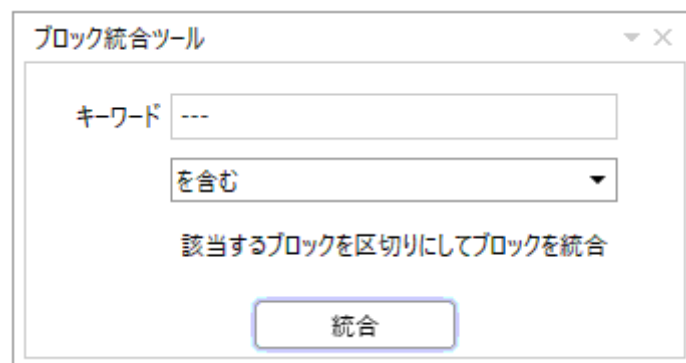 ブロック統合ツール
キーワード ---
を含む
該当するブロックを区切りにしてブロックを統合
統合